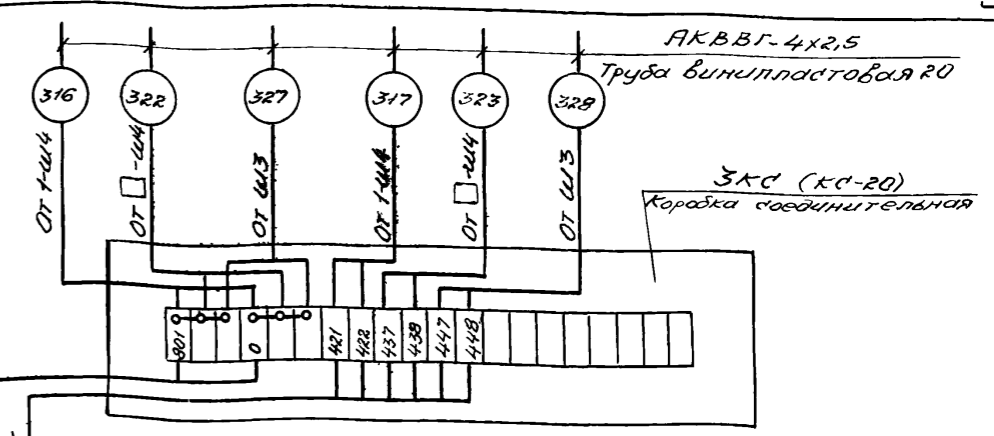 АКВВГ-4х2,5
Труба винипластовая 20
316
322
327
317
323
328
От 1-Ш4
От □-Ш4
От Ш3
От 1-Ш4
От □-Ш4
От Ш3
3КС (КС-20)
Коробка соединительная
801
0
421
422
437
438
447
448